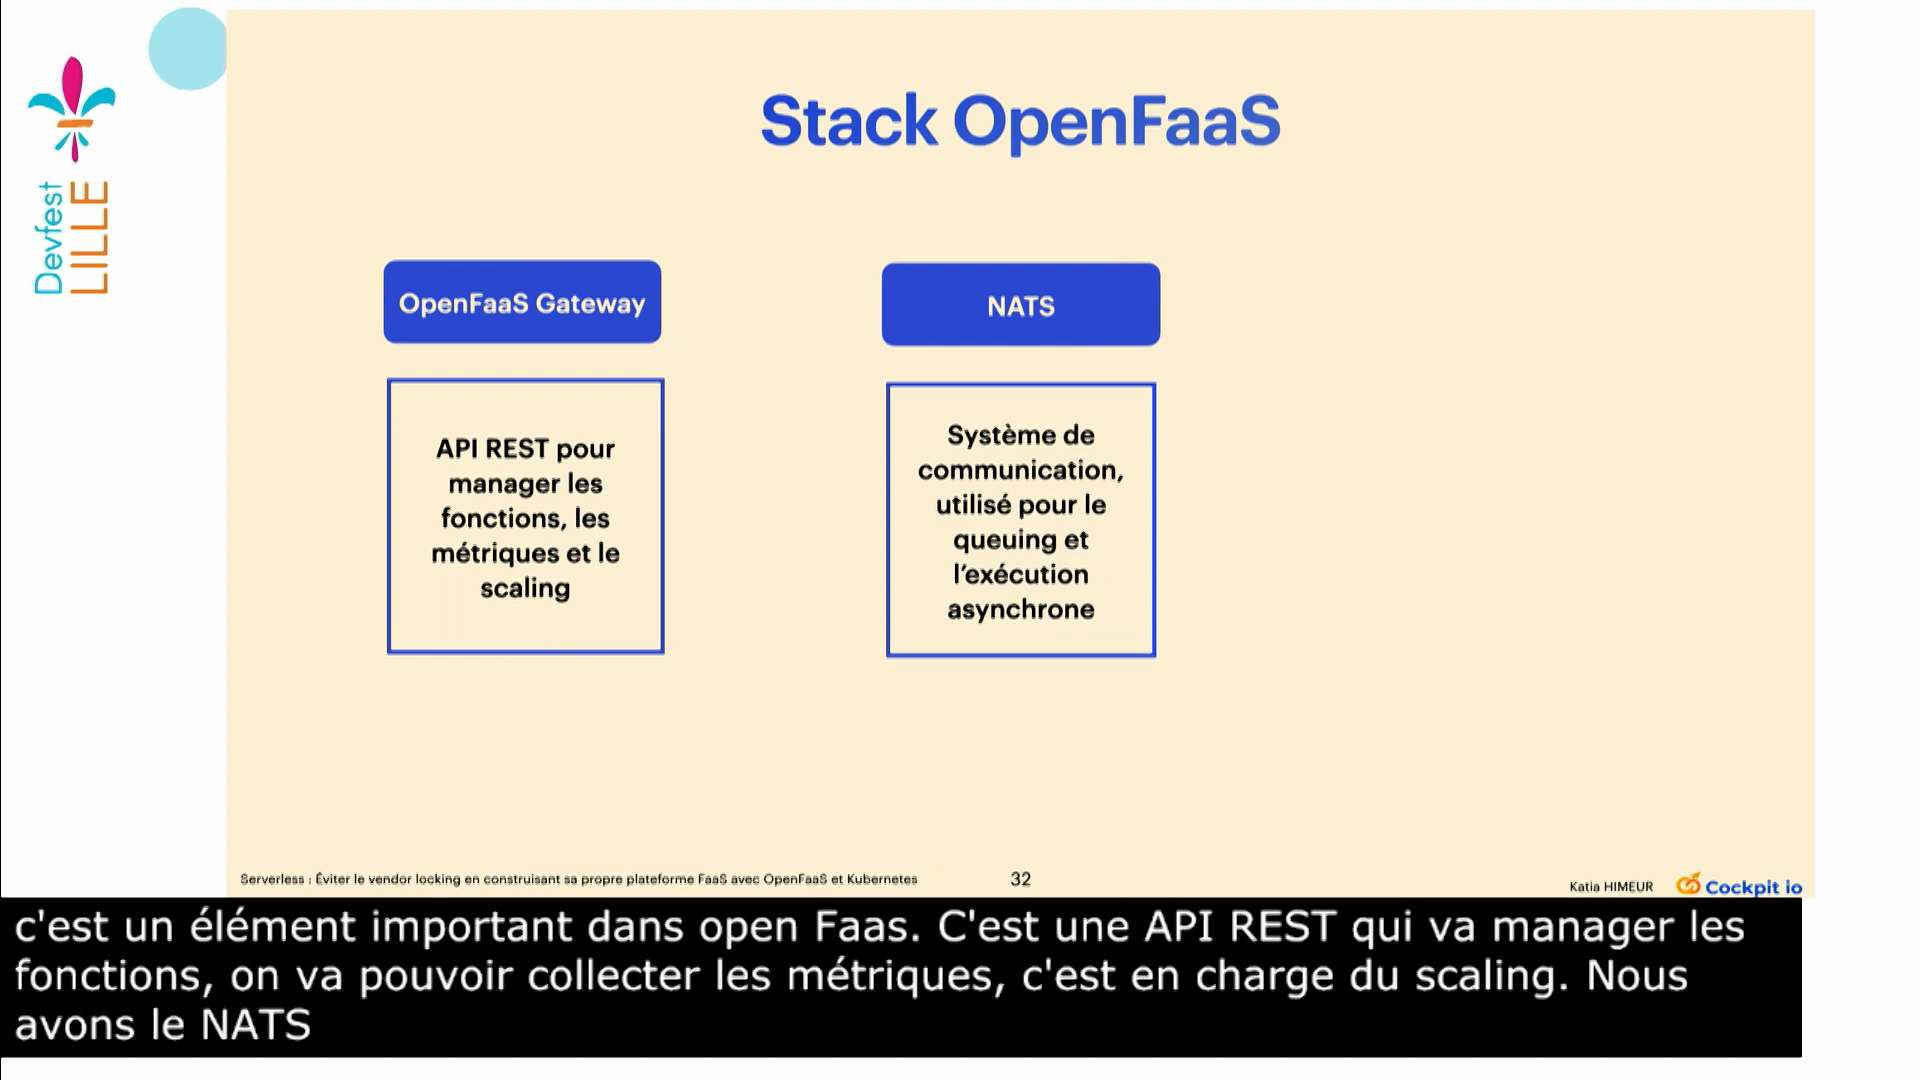 Devfest
LILLE
Stack OpenFaaS
OpenFaaS Gateway
API REST pour
manager les
fonctions, les
métriques et le
scaling
NATS
Système de
communication,
utilisé pour le
queuing et
l'exécution
asynchrone
Serverless : Éviter le vendor locking en construisant sa propre plateforme FaaS avec OpenFaaS et Kubernetes
32
Katia HIMEUR
Cockpit io
c'est un élément important dans open Faas. C'est une API REST qui va manager les
fonctions, on va pouvoir collecter les métriques, c'est en charge du scaling. Nous
avons le NATS